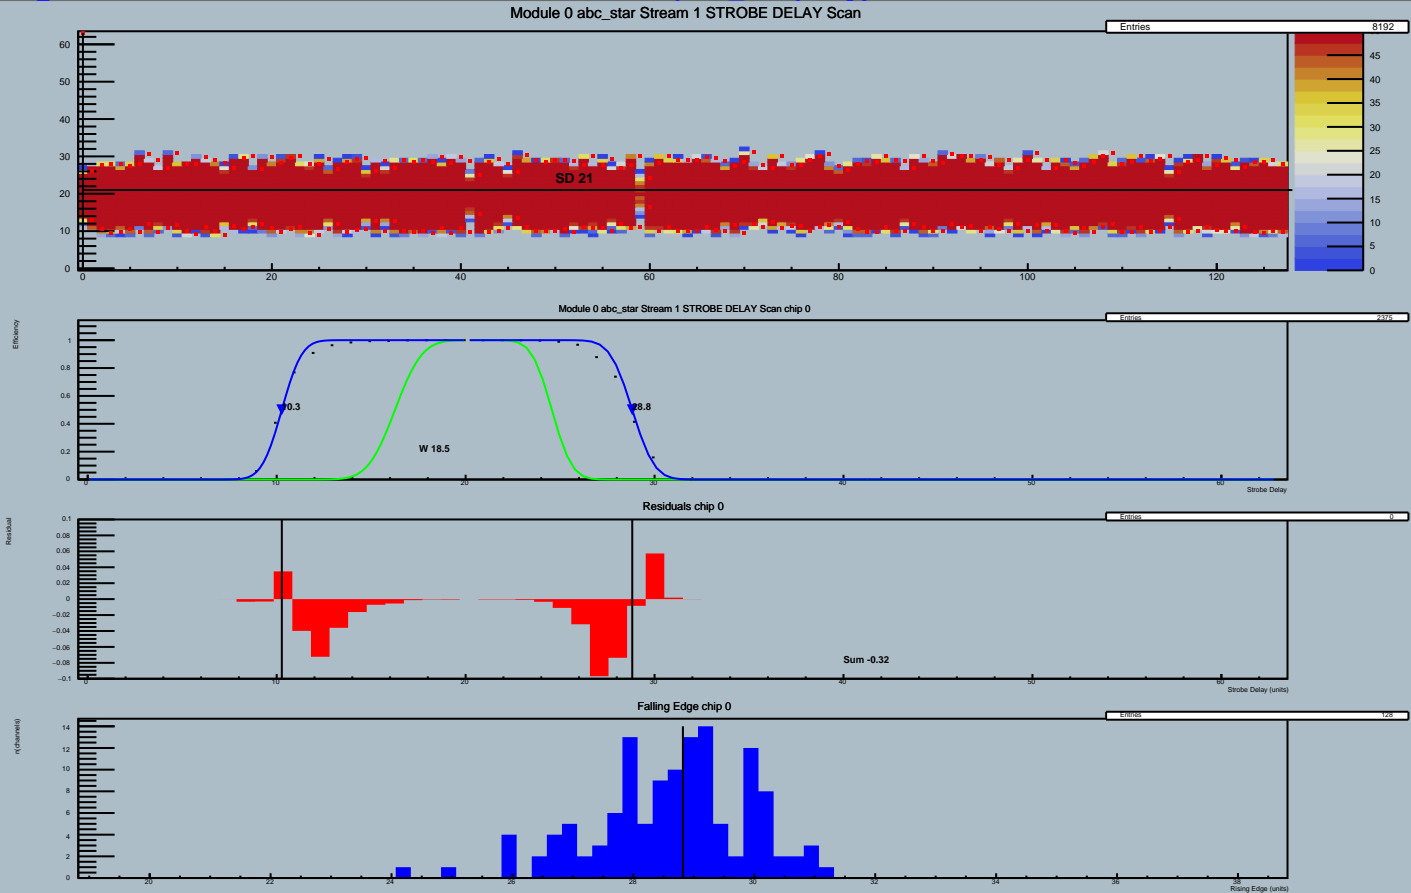 Module 0 abc_star Stream 1 STROBE DELAY Scan
Entries 8192
60
50
40
30
20
10
0
SD 21
0 20 40 60 80 100 120
45
40
35
30
25
20
15
10
5
0
Module 0 abc_star Stream 1 STROBE DELAY Scan chip 0
Entries 2375
Efficiency
1
0.8
0.6
0.4
0.2
0
10.3
28.8
W 18.5
0 10 20 30 40 50 60
Strobe Delay
Residuals chip 0
Entries 0
Residual
0.1
0.08
0.06
0.04
0.02
0
−0.02
−0.04
−0.06
−0.08
−0.1
Sum -0.32
0 10 20 30 40 50 60
Strobe Delay (units)
Falling Edge chip 0
Entries 128
n(channels)
14
12
10
8
6
4
2
0
20 22 24 26 28 30 32 34 36 38
Rising Edge (units)